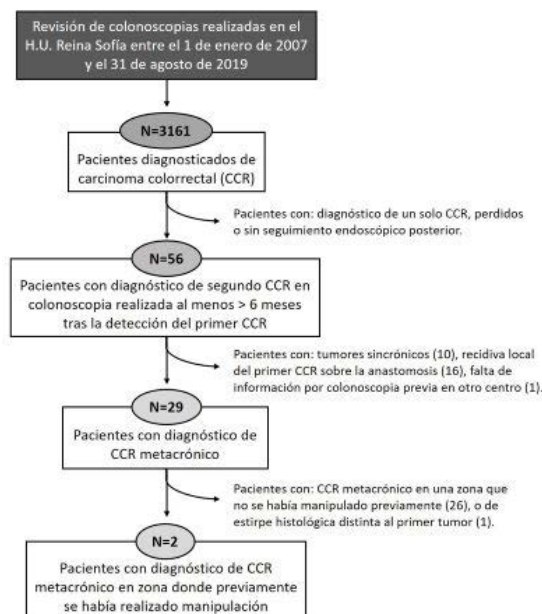 Revisión de colonoscopias realizadas en el
H.U. Reina Sofía entre el 1 de enero de 2007
y el 31 de agosto de 2019
N=3161
Pacientes diagnosticados de
carcinoma colorrectal (CCR)
Pacientes con: diagnóstico de un solo CCR, perdidos
o sin seguimiento endoscópico posterior.
N=56
Pacientes con diagnóstico de segundo CCR en
colonoscopia realizada al menos > 6 meses
tras la detección del primer CCR
Pacientes con: tumores sincrónicos (10), recidiva local
del primer CCR sobre la anastomosis (16), falta de
información por colonoscopia previa en otro centro (1).
N=29
Pacientes con diagnóstico de
CCR metacrónico
Pacientes con: CCR metacrónico en una zona que
no se había manipulado previamente (26), o de
estirpe histológica distinta al primer tumor (1).
N=2
Pacientes con diagnóstico de CCR
metacrónico en zona donde previamente
se había realizado manipulación